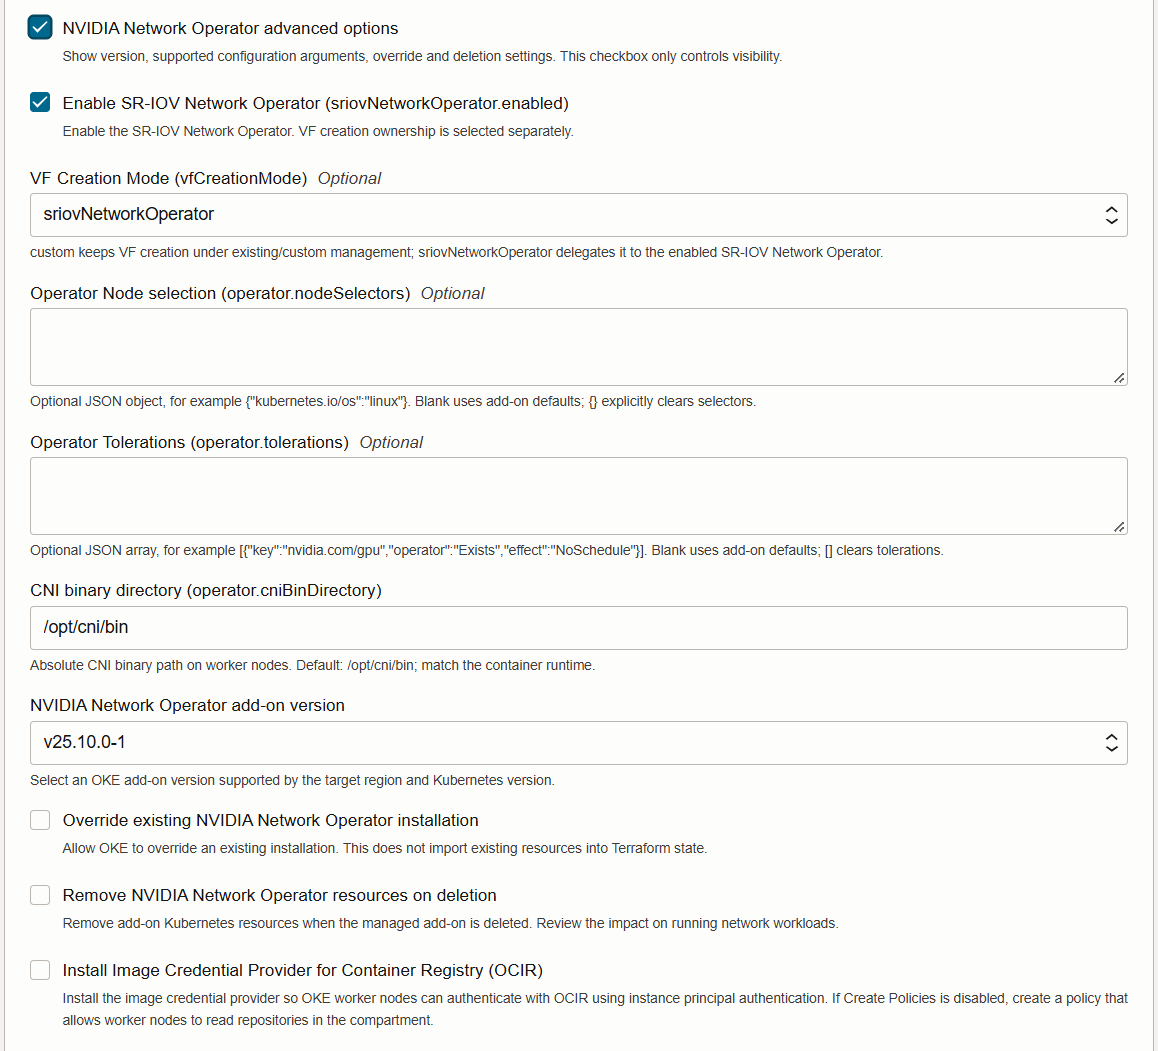 NVIDIA Network Operator advanced options
Show version, supported configuration arguments, override and deletion settings. This checkbox only controls visibility.
Enable SR-IOV Network Operator (sriovNetworkOperator.enabled)
Enable the SR-IOV Network Operator. VF creation ownership is selected separately.
VF Creation Mode (vfCreationMode) Optional
sriovNetworkOperator
custom keeps VF creation under existing/custom management; sriovNetworkOperator delegates it to the enabled SR-IOV Network Operator.
Operator Node selection (operator.nodeSelectors) Optional
Optional JSON object, for example {"kubernetes.io/os":"linux"}. Blank uses add-on defaults; {} explicitly clears selectors.
Operator Tolerations (operator.tolerations) Optional
Optional JSON array, for example [{"key":"nvidia.com/gpu","operator":"Exists","effect":"NoSchedule"}]. Blank uses add-on defaults; [] clears tolerations.
CNI binary directory (operator.cniBinDirectory)
/opt/cni/bin
Absolute CNI binary path on worker nodes. Default: /opt/cni/bin; match the container runtime.
NVIDIA Network Operator add-on version
v25.10.0-1
Select an OKE add-on version supported by the target region and Kubernetes version.
Override existing NVIDIA Network Operator installation
Allow OKE to override an existing installation. This does not import existing resources into Terraform state.
Remove NVIDIA Network Operator resources on deletion
Remove add-on Kubernetes resources when the managed add-on is deleted. Review the impact on running network workloads.
Install Image Credential Provider for Container Registry (OCIR)
Install the image credential provider so OKE worker nodes can authenticate with OCIR using instance principal authentication. If Create Policies is disabled, create a policy that
allows worker nodes to read repositories in the compartment.